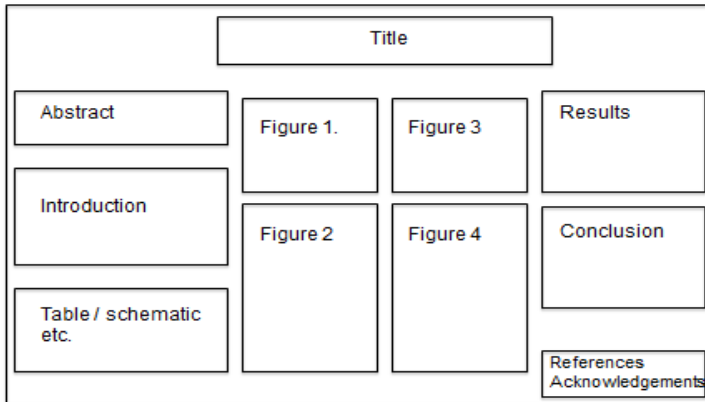 Title
Abstract
Introduction
Table / schematic
etc.
Figure 1.
Figure 2
Figure 3
Figure 4
Results
Conclusion
References
Acknowledgements